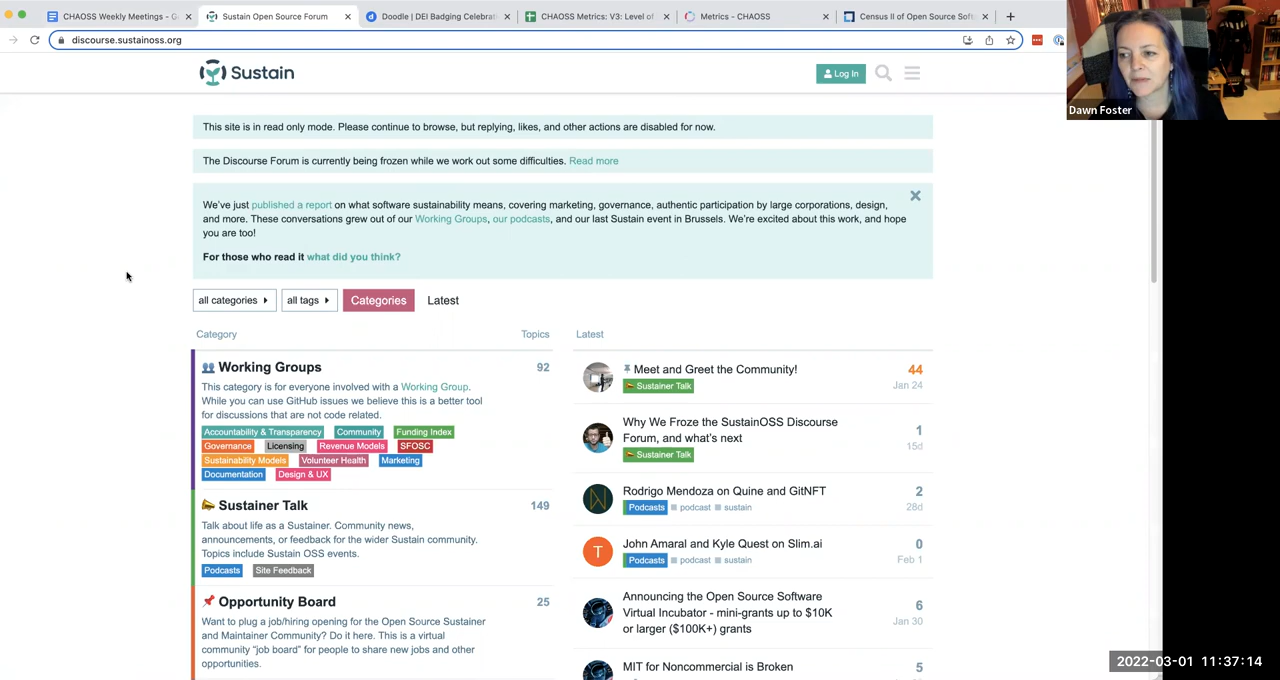 CHAOSS Weekly Meetings - G
Sustain Open Source Forum
Doodle | DEI Badging Celebrat
CHAOSS Metrics: V3: Level of
Metrics - CHAOSS
Census II of Open Source Soft
discourse.sustainoss.org
Dawn Foster
Sustain
Log In
This site is in read only mode. Please continue to browse, but replying, likes, and other actions are disabled for now.
The Discourse Forum is currently being frozen while we work out some difficulties. Read more
We've just published a report on what software sustainability means, covering marketing, governance, authentic participation by large corporations, design,
and more. These conversations grew out of our Working Groups, our podcasts, and our last Sustain event in Brussels. We're excited about this work, and hope
you are too!
For those who read it what did you think?
all categories
all tags
Categories
Latest
Category
Topics
Working Groups
92
This category is for everyone involved with a Working Group.
While you can use GitHub issues we believe this is a better tool
for discussions that are not code related.
Accountability & Transparency Community Funding Index
Governance Licensing Revenue Models SFOSC
Sustainability Models Volunteer Health Marketing
Documentation Design & UX
Sustainer Talk
149
Talk about life as a Sustainer. Community news,
announcements, or feedback for the wider Sustain community.
Topics include Sustain OSS events.
Podcasts Site Feedback
Opportunity Board
25
Want to plug a job/hiring opening for the Open Source Sustainer
and Maintainer Community? Do it here. This is a virtual
community "job board" for people to share new jobs and other
opportunities.
Latest
Meet and Greet the Community!
Sustainer Talk
44
Jan 24
Why We Froze the SustainOSS Discourse
Forum, and what's next
Sustainer Talk
1
15d
Rodrigo Mendoza on Quine and GitNFT
Podcasts podcast sustain
2
28d
T
John Amaral and Kyle Quest on Slim.ai
Podcasts podcast sustain
0
Feb 1
Announcing the Open Source Software
Virtual Incubator - mini-grants up to $10K
or larger ($100K+) grants
6
Jan 30
MIT for Noncommercial is Broken
5
2022-03-01 11:37:14